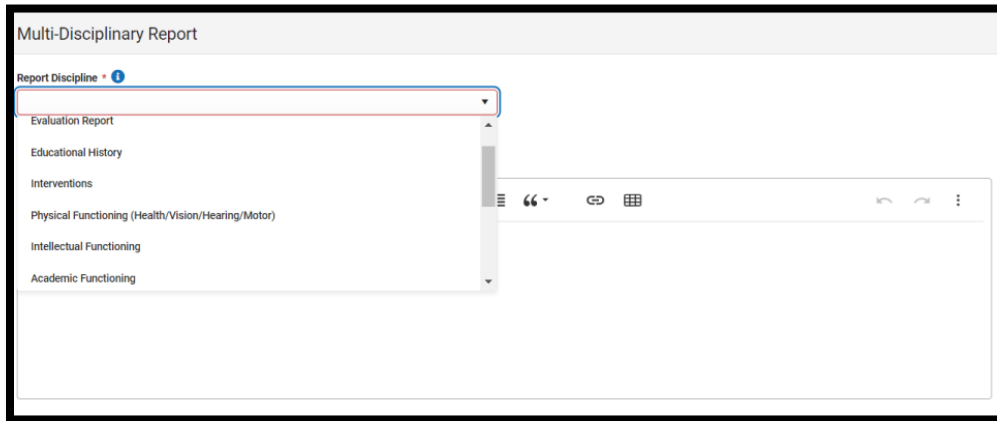 Multi-Disciplinary Report
Report Discipline *
Evaluation Report
Educational History
Interventions
Physical Functioning (Health/Vision/Hearing/Motor)
Intellectual Functioning
Academic Functioning